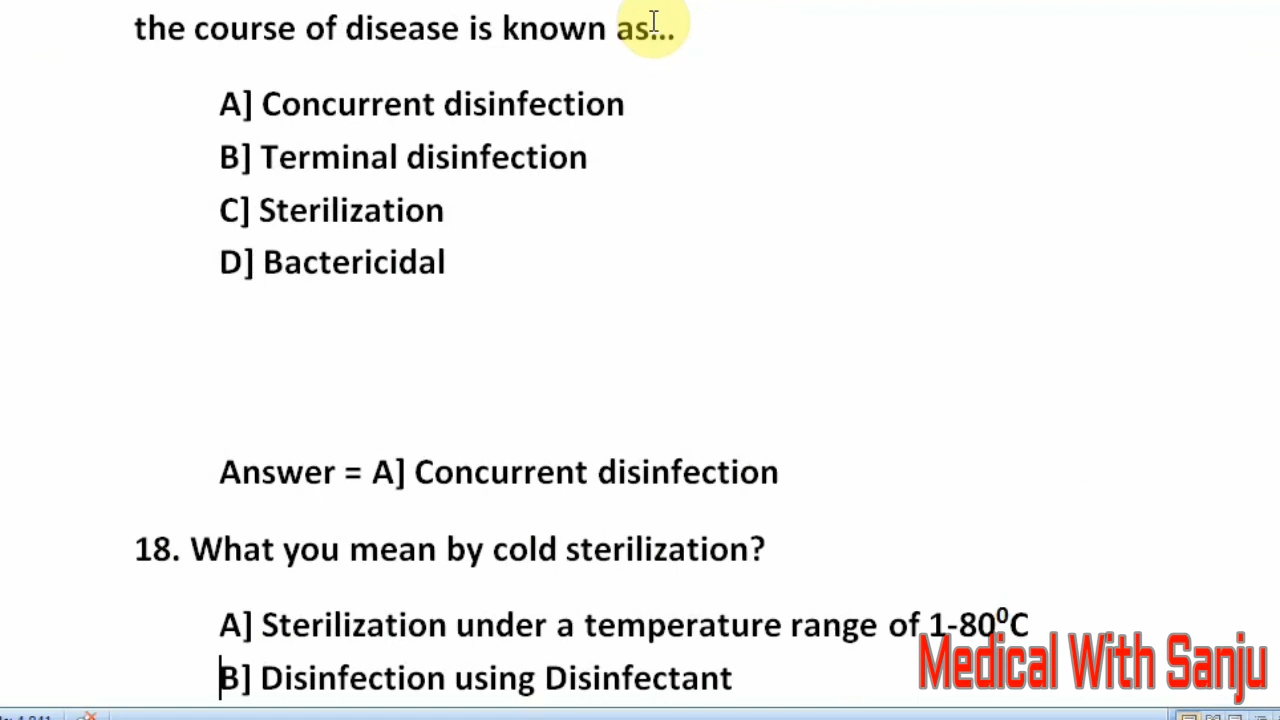 the course of disease is known as...
A] Concurrent disinfection
B] Terminal disinfection
C] Sterilization
D] Bactericidal
Answer = A] Concurrent disinfection
18. What you mean by cold sterilization?
A] Sterilization under a temperature range of 1-80⁰C
B] Disinfection using Disinfectant
Medical With Sanju